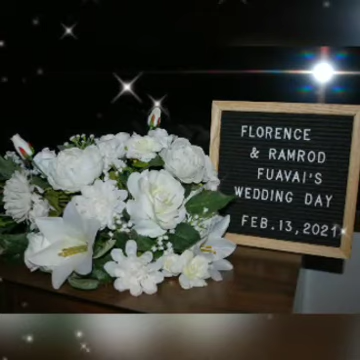 FLORENCE
& RAMROD
FUAVAI'S
WEDDING DAY
FEB.13,2021